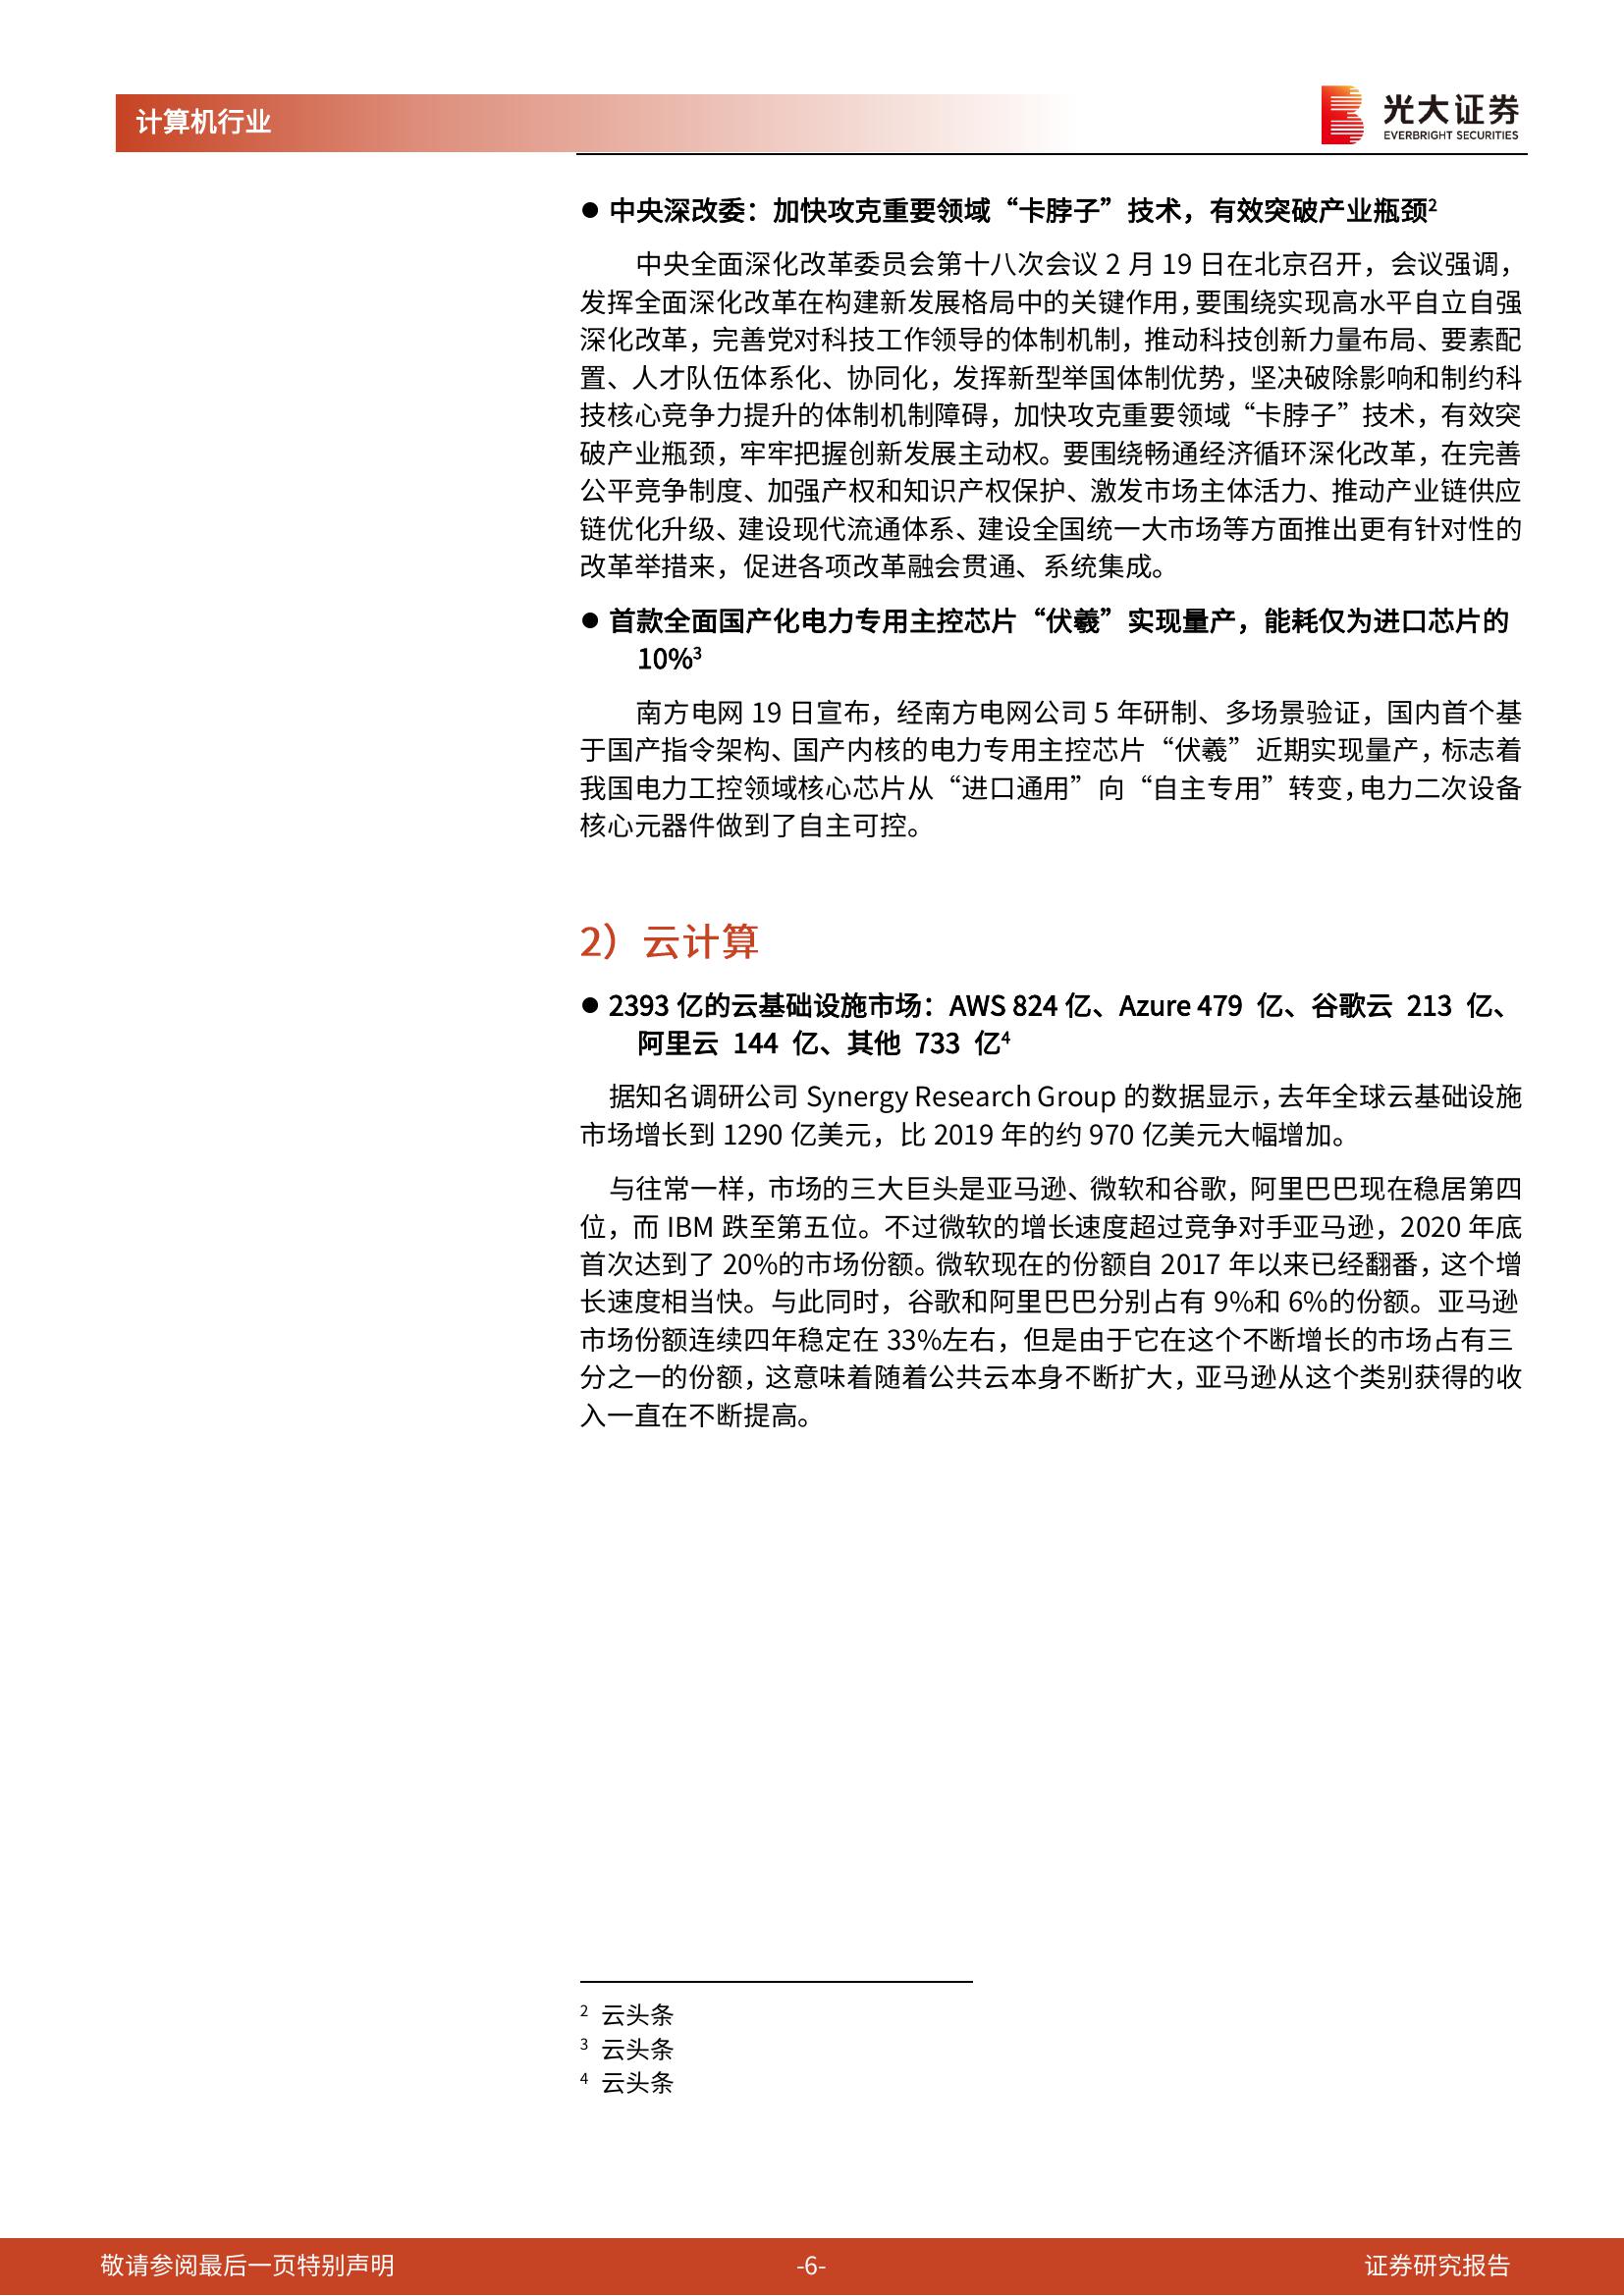 计算机行业
光大证券
EVERBRIGHT SECURITIES
● 中央深改委：加快攻克重要领域“卡脖子”技术，有效突破产业瓶颈2
中央全面深化改革委员会第十八次会议 2 月 19 日在北京召开，会议强调，
发挥全面深化改革在构建新发展格局中的关键作用，要围绕实现高水平自立自强
深化改革，完善党对科技工作领导的体制机制，推动科技创新力量布局、要素配
置、人才队伍体系化、协同化，发挥新型举国体制优势，坚决破除影响和制约科
技核心竞争力提升的体制机制障碍，加快攻克重要领域“卡脖子”技术，有效突
破产业瓶颈，牢牢把握创新发展主动权。要围绕畅通经济循环深化改革，在完善
公平竞争制度、加强产权和知识产权保护、激发市场主体活力、推动产业链供应
链优化升级、建设现代流通体系、建设全国统一大市场等方面推出更有针对性的
改革举措来，促进各项改革融会贯通、系统集成。
● 首款全面国产化电力专用主控芯片“伏羲”实现量产，能耗仅为进口芯片的
10%3
南方电网 19 日宣布，经南方电网公司 5 年研制、多场景验证，国内首个基
于国产指令架构、国产内核的电力专用主控芯片“伏羲”近期实现量产，标志着
我国电力工控领域核心芯片从“进口通用”向“自主专用”转变，电力二次设备
核心元器件做到了自主可控。
2）云计算
● 2393 亿的云基础设施市场：AWS 824 亿、Azure 479 亿、谷歌云 213 亿、
阿里云 144 亿、其他 733 亿4
据知名调研公司 Synergy Research Group 的数据显示，去年全球云基础设施
市场增长到 1290 亿美元，比 2019 年的约 970 亿美元大幅增加。
与往常一样，市场的三大巨头是亚马逊、微软和谷歌，阿里巴巴现在稳居第四
位，而 IBM 跌至第五位。不过微软的增长速度超过竞争对手亚马逊，2020 年底
首次达到了 20%的市场份额。微软现在的份额自 2017 年以来已经翻番，这个增
长速度相当快。与此同时，谷歌和阿里巴巴分别占有 9%和 6%的份额。亚马逊
市场份额连续四年稳定在 33%左右，但是由于它在这个不断增长的市场占有三
分之一的份额，这意味着随着公共云本身不断扩大，亚马逊从这个类别获得的收
入一直在不断提高。
2 云头条
3 云头条
4 云头条
敬请参阅最后一页特别声明
-6-
证券研究报告